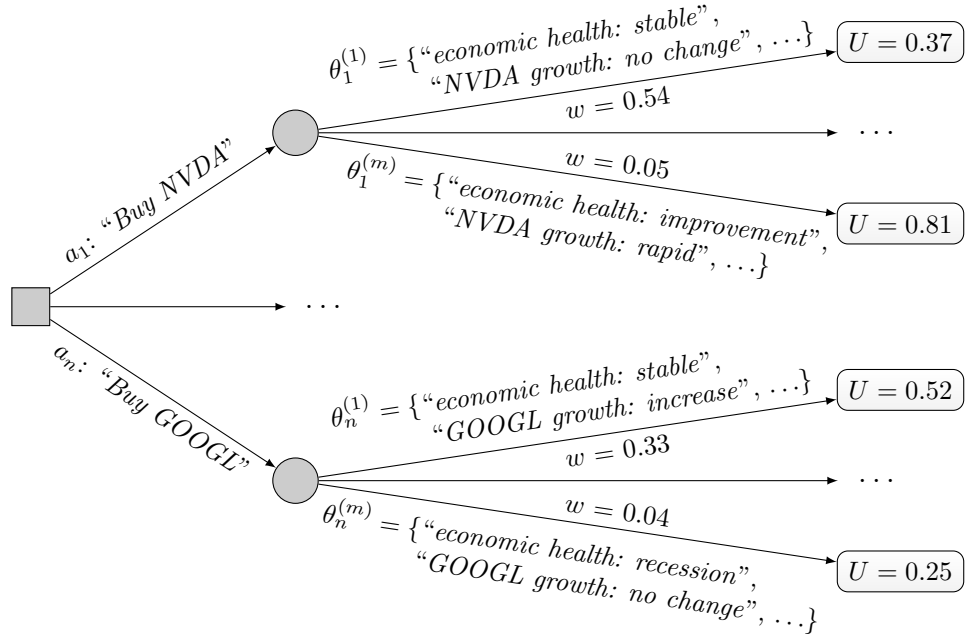 θ₁⁽¹⁾ = {“economic health: stable”,
“NVDA growth: no change”, …}
U = 0.37
w = 0.54
…
w = 0.05
θ₁⁽ᵐ⁾ = {“economic health: improvement”,
“NVDA growth: rapid”, …}
U = 0.81
a₁: “Buy NVDA”
…
aₙ: “Buy GOOGL”
θₙ⁽¹⁾ = {“economic health: stable”,
“GOOGL growth: increase”, …}
U = 0.52
w = 0.33
…
w = 0.04
θₙ⁽ᵐ⁾ = {“economic health: recession”,
“GOOGL growth: no change”, …}
U = 0.25